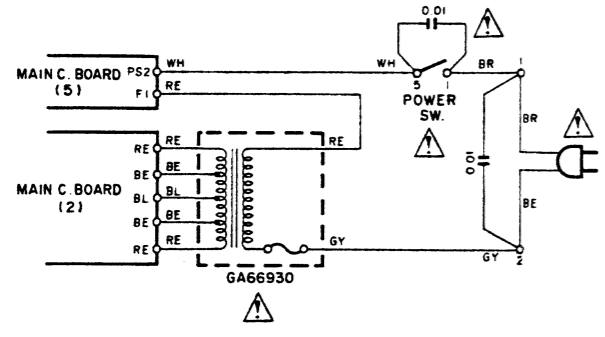 0.01
WH
WH
5
1
BR
1
MAIN C. BOARD
(5)
PS2
F1
RE
POWER
SW.
BR
0.01
MAIN C. BOARD
(2)
RE
RE
RE
BE
BE
BL
BL
BE
BE
BE
RE
RE
GY
GY
2
GA66930